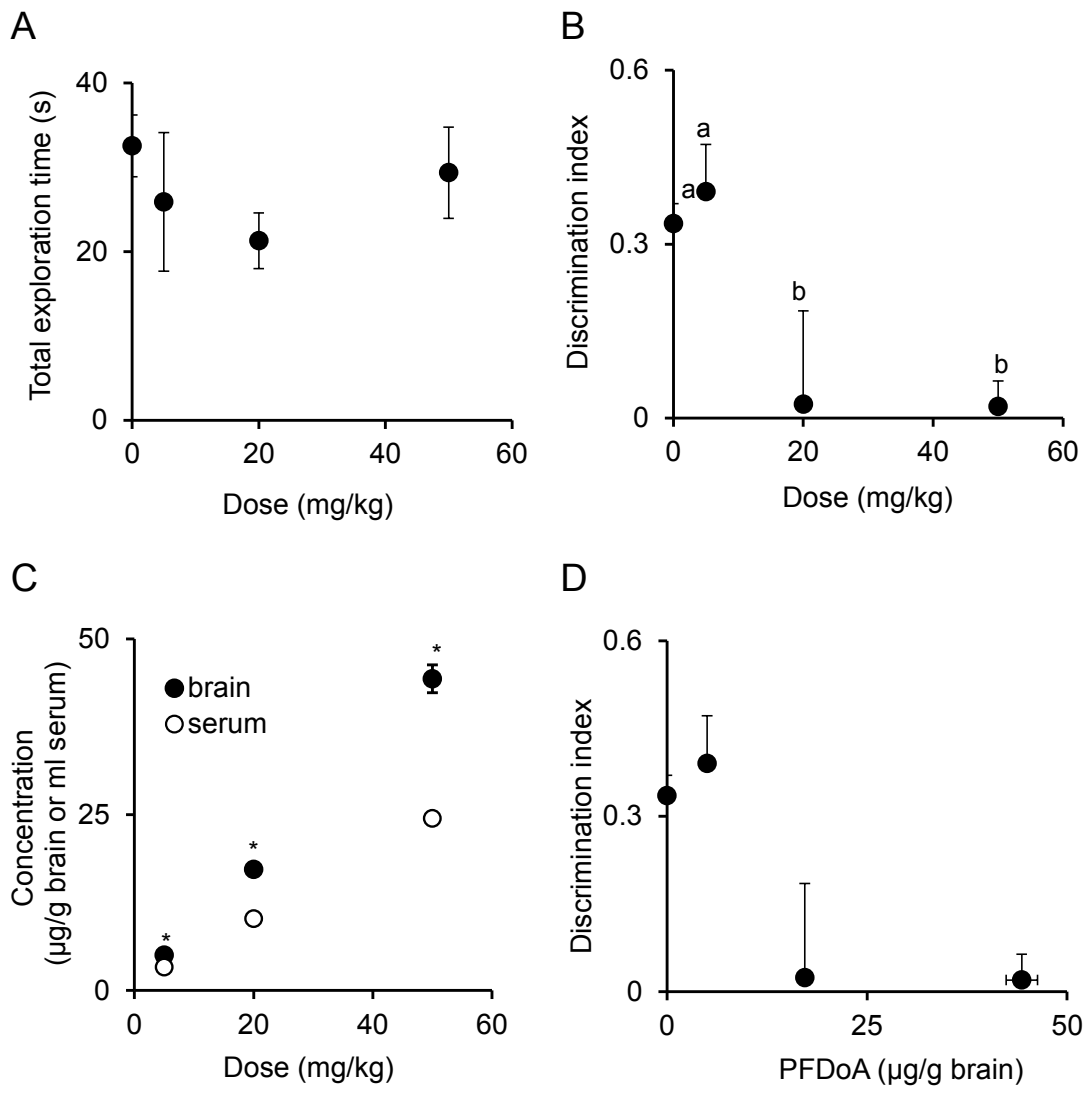 A
Total exploration time (s)
40
20
0
0 20 40 60
Dose (mg/kg)
B
Discrimination index
0.6
0.3
0
a
a
b
b
0 20 40 60
Dose (mg/kg)
C
Concentration
(µg/g brain or ml serum)
50
25
0
brain
serum
*
*
*
0 20 40 60
Dose (mg/kg)
D
Discrimination index
0.6
0.3
0
0 25 50
PFDoA (µg/g brain)